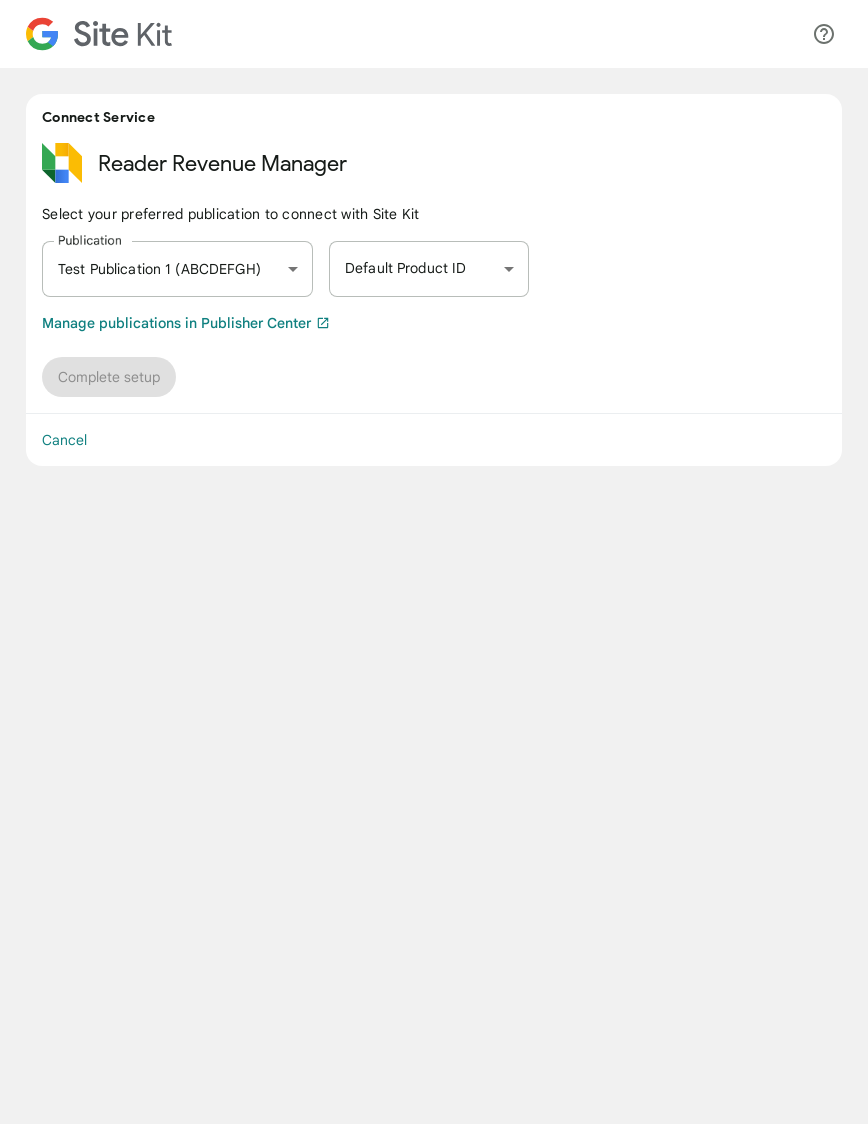 Site Kit
Connect Service
Reader Revenue Manager
Select your preferred publication to connect with Site Kit
Publication
Test Publication 1 (ABCDEFGH)
Default Product ID
Manage publications in Publisher Center
Complete setup
Cancel